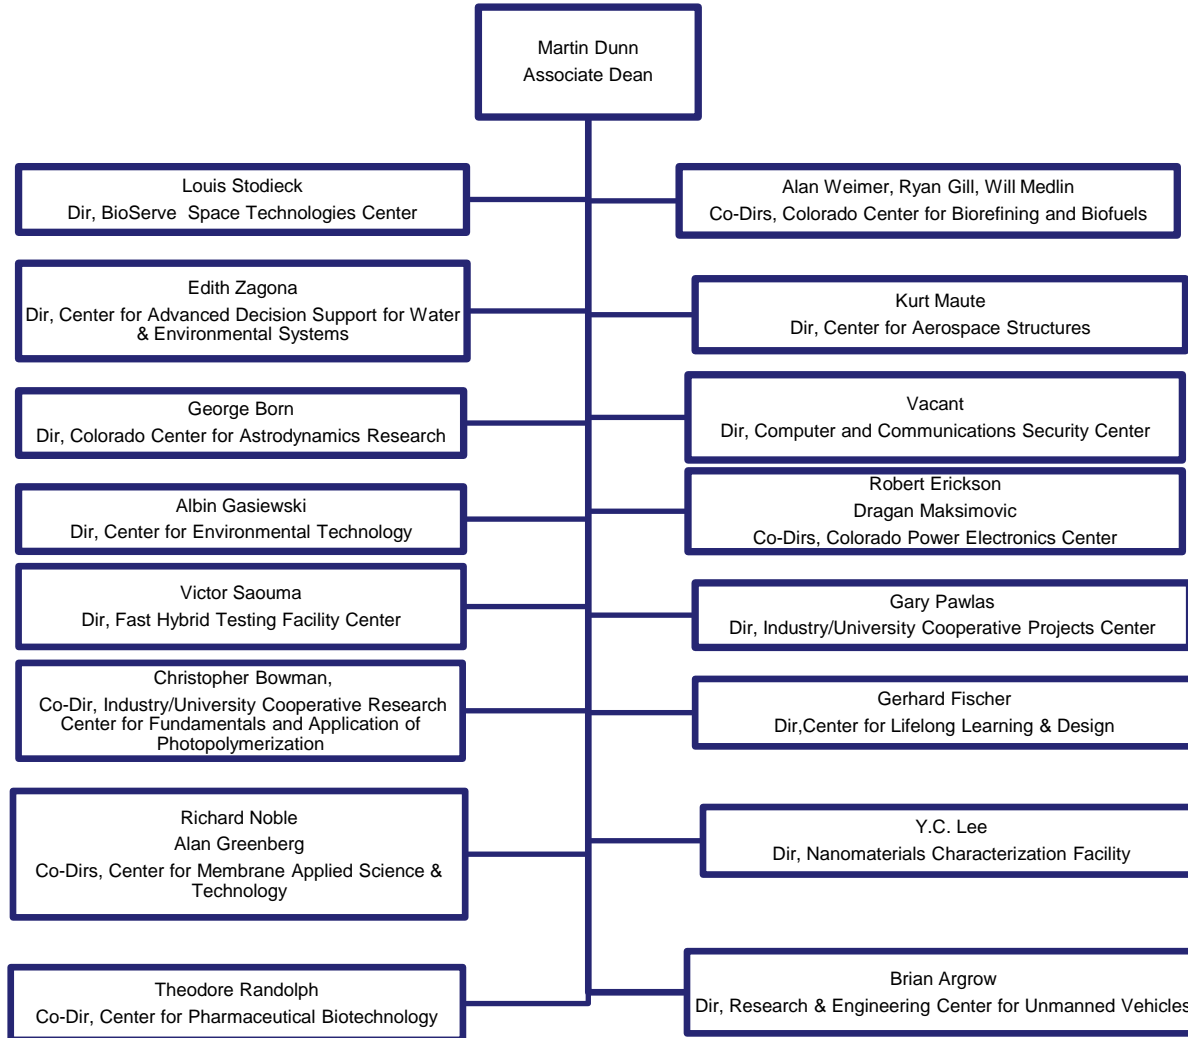 Martin Dunn
Associate Dean
Louis Stodieck
Dir, BioServe Space Technologies Center
Alan Weimer, Ryan Gill, Will Medlin
Co-Dirs, Colorado Center for Biorefining and Biofuels
Edith Zagona
Dir, Center for Advanced Decision Support for Water
& Environmental Systems
Kurt Maute
Dir, Center for Aerospace Structures
George Born
Dir, Colorado Center for Astrodynamics Research
Vacant
Dir, Computer and Communications Security Center
Albin Gasiewski
Dir, Center for Environmental Technology
Robert Erickson
Dragan Maksimovic
Co-Dirs, Colorado Power Electronics Center
Victor Saouma
Dir, Fast Hybrid Testing Facility Center
Gary Pawlas
Dir, Industry/University Cooperative Projects Center
Christopher Bowman,
Co-Dir, Industry/University Cooperative Research
Center for Fundamentals and Application of
Photopolymerization
Gerhard Fischer
Dir,Center for Lifelong Learning & Design
Richard Noble
Alan Greenberg
Co-Dirs, Center for Membrane Applied Science &
Technology
Y.C. Lee
Dir, Nanomaterials Characterization Facility
Theodore Randolph
Co-Dir, Center for Pharmaceutical Biotechnology
Brian Argrow
Dir, Research & Engineering Center for Unmanned Vehicles